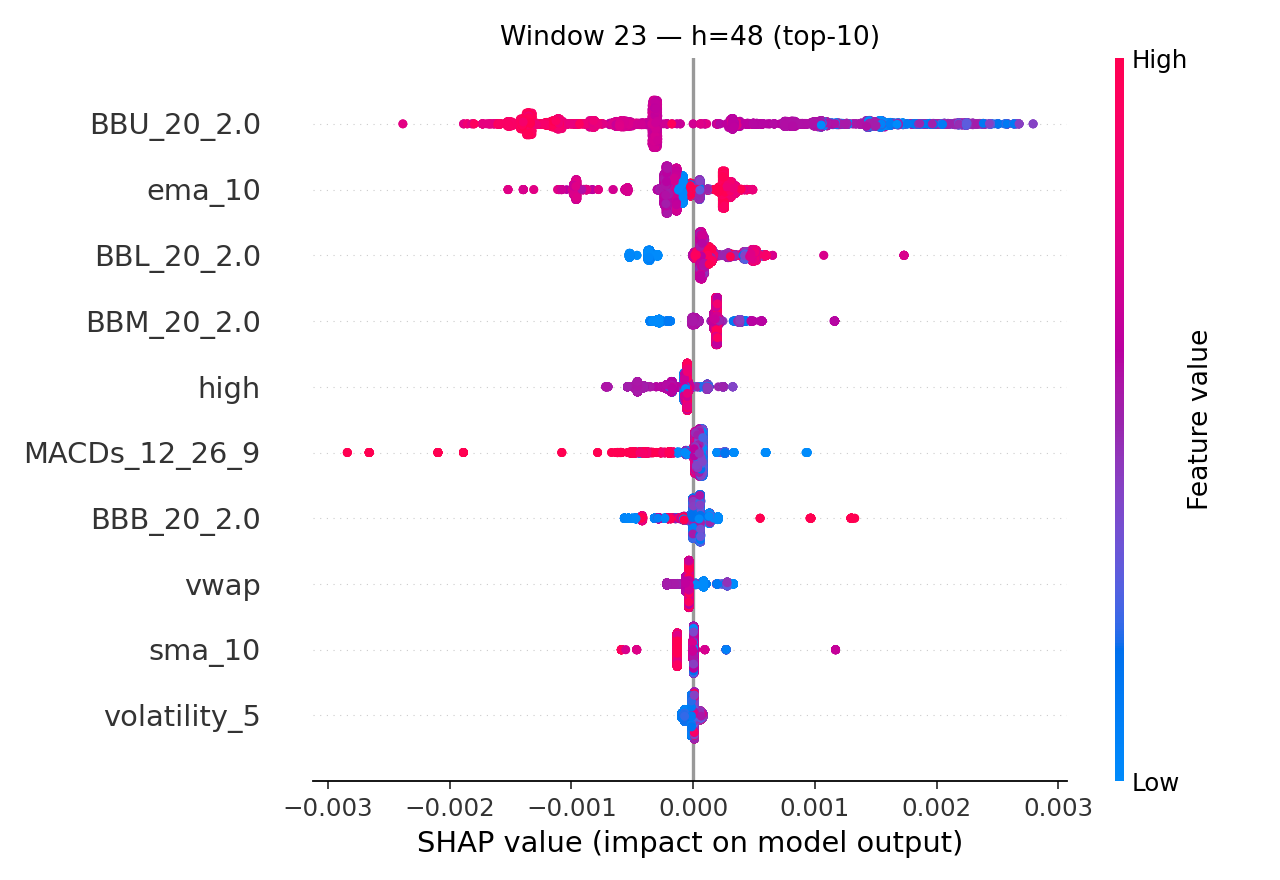 Window 23 — h=48 (top-10)
High
BBU_20_2.0
ema_10
BBL_20_2.0
BBM_20_2.0
high
MACDs_12_26_9
BBB_20_2.0
vwap
sma_10
volatility_5
Feature value
Low
−0.003 −0.002 −0.001 0.000 0.001 0.002 0.003
SHAP value (impact on model output)